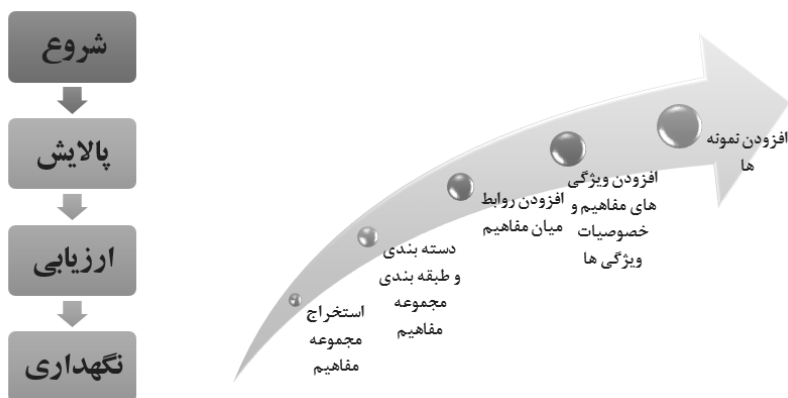 شروع
پالایش
ارزیابی
نگهداری
استخراج
مجموعه
مفاهیم
دسته بندی
و طبقه بندی
مجموعه
مفاهیم
افزودن روابط
میان مفاهیم
افزودن ویژگی
های مفاهیم و
خصوصیات
ویژگی ها
افزودن نمونه
ها